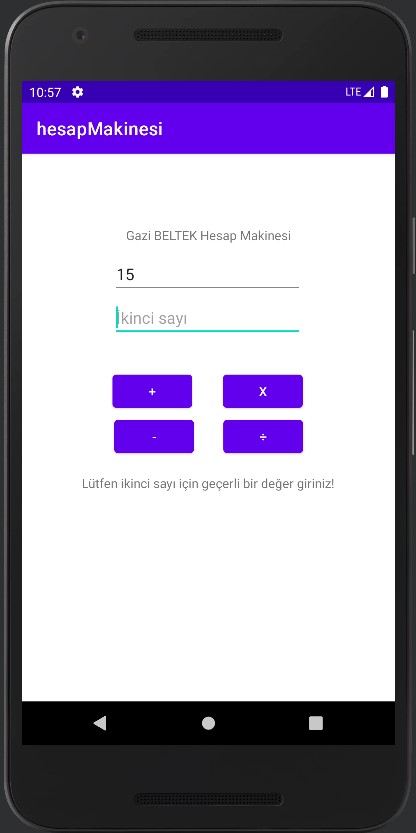 10:57 LTE
hesapMakinesi
Gazi BELTEK Hesap Makinesi
15
İkinci sayı
+ X
- ÷
Lütfen ikinci sayı için geçerli bir değer giriniz!